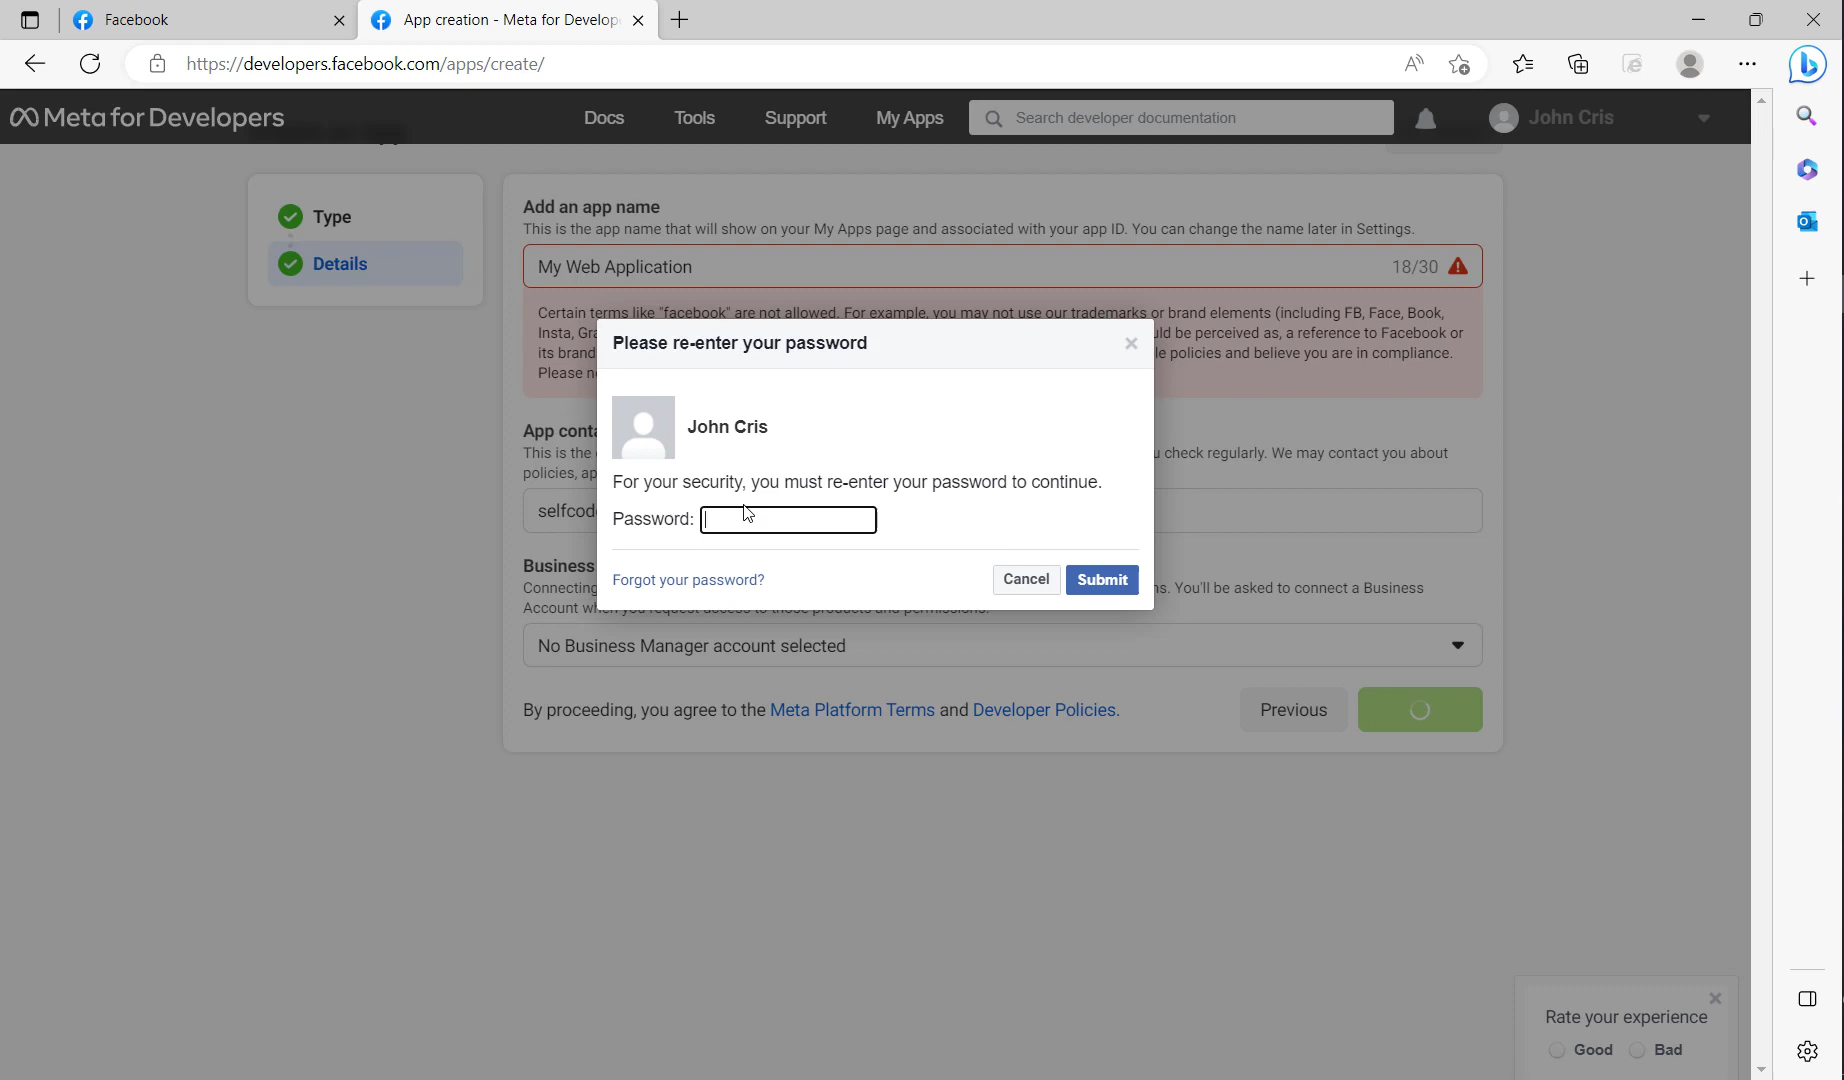 Facebook
App creation - Meta for Develop
https://developers.facebook.com/apps/create/
Meta for Developers
Docs
Tools
Support
My Apps
Search developer documentation
John Cris
Type
Details
Add an app name
This is the app name that will show on your My Apps page and associated with your app ID. You can change the name later in Settings.
My Web Application
18/30
Certain terms like "facebook" are not allowed. For example, you may not use our trademarks or brand elements (including FB, Face, Book,
Insta, Gra
uld be perceived as, a reference to Facebook or
its brand
le policies and believe you are in compliance.
Please n
Please re-enter your password
John Cris
For your security, you must re-enter your password to continue.
Password:
Forgot your password?
Cancel
Submit
App conta
This is the
u check regularly. We may contact you about
policies, ap
selfcod
Business
Connecting
ns. You'll be asked to connect a Business
Account when you request access to those products and permissions.
No Business Manager account selected
By proceeding, you agree to the Meta Platform Terms and Developer Policies.
Previous
Rate your experience
Good
Bad